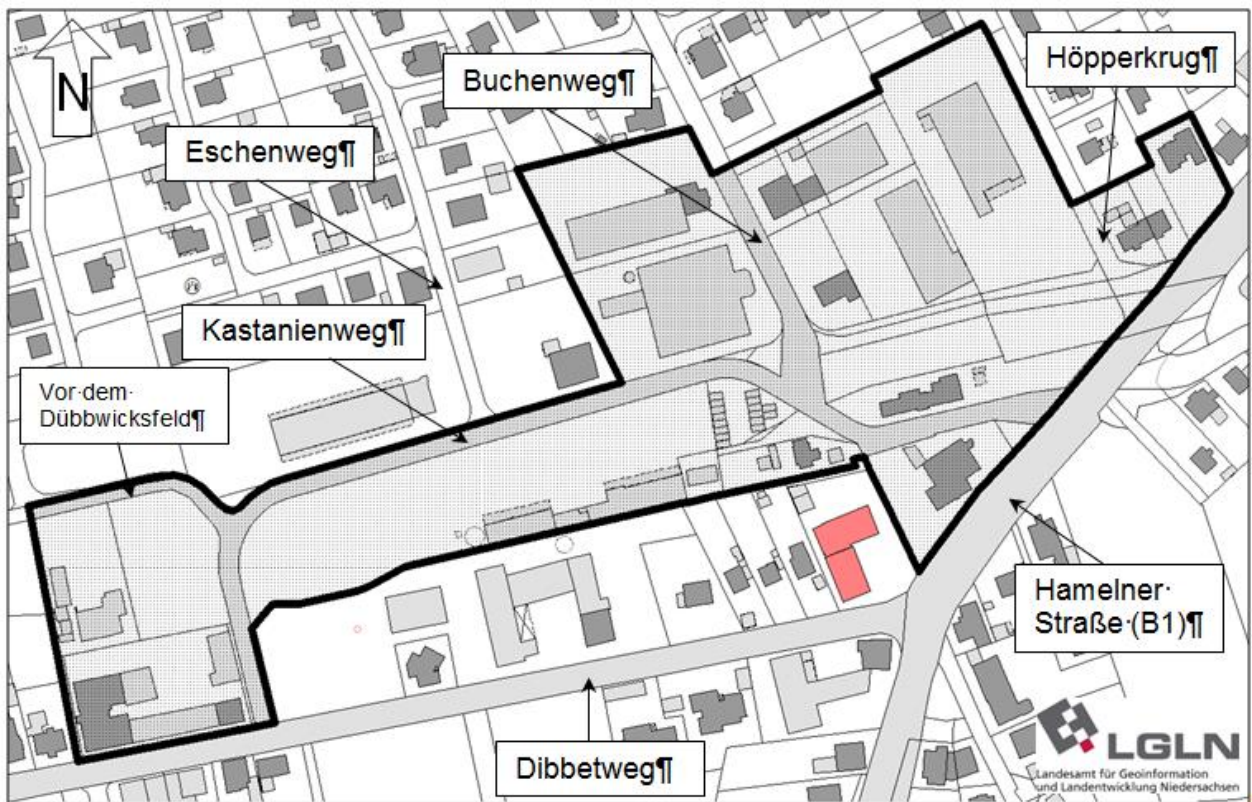 N
Höpperkrug¶
Buchenweg¶
Eschenweg¶
Kastanienweg¶
Vor·dem·
Dübbwicksfeld¶
Hamelner·
Straße·(B1)¶
Dibbetweg¶
LGLN
Landesamt für Geoinformation
und Landentwicklung Niedersachsen